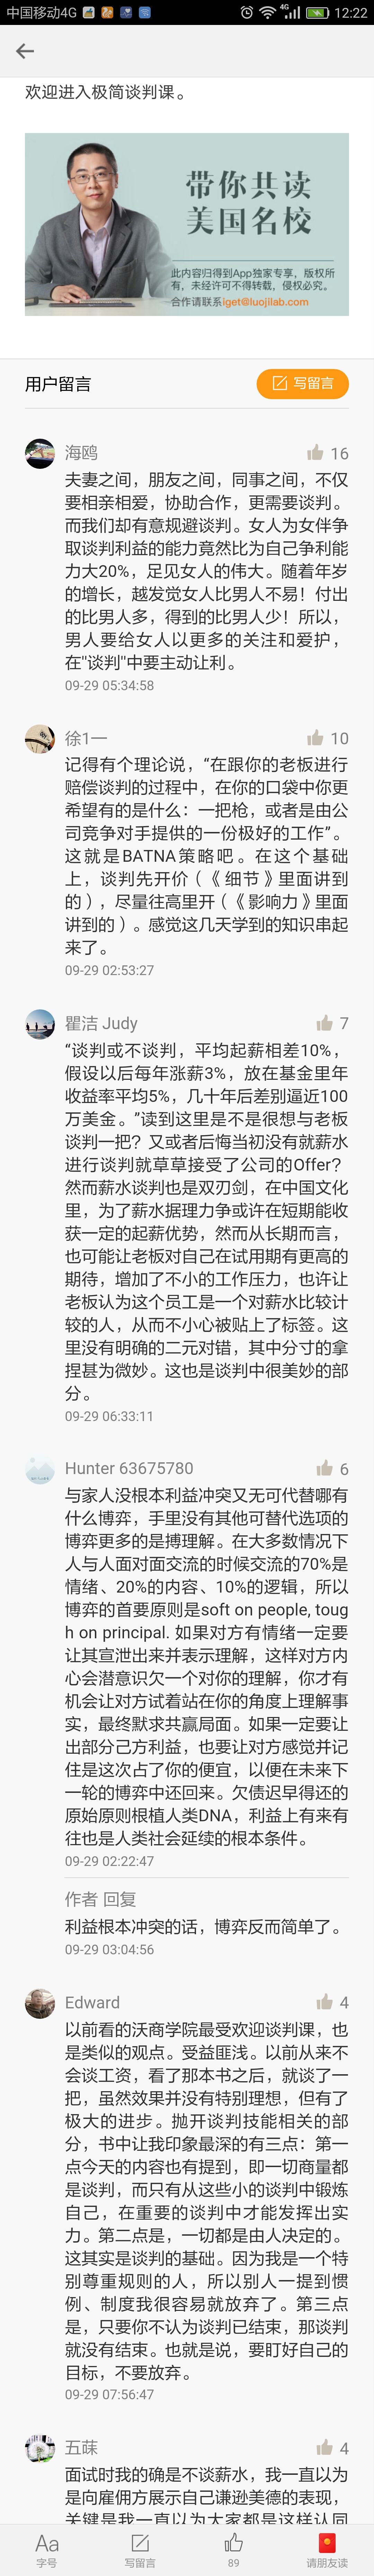 中国移动4G
4G
12:22
欢迎进入极简谈判课。
带你共读
美国名校
此内容归得到App独家专享，版权所
有，未经许可不得转载，侵权必究。
合作请联系iget@luojilab.com
用户留言
写留言
海鸥
16
夫妻之间，朋友之间，同事之间，不仅
要相亲相爱，协助合作，更需要谈判。
而我们却有意规避谈判。女人为女伴争
取谈判利益的能力竟然比为自己争利能
力大20%，足见女人的伟大。随着年岁
的增长，越发觉女人比男人不易！付出
的比男人多，得到的比男人少！所以，
男人要给女人以更多的关注和爱护，
在"谈判"中要主动让利。
09-29 05:34:58
徐1一
10
记得有个理论说，“在跟你的老板进行
赔偿谈判的过程中，在你的口袋中你更
希望有的是什么：一把枪，或者是由公
司竞争对手提供的一份极好的工作”。
这就是BATNA策略吧。在这个基础
上，谈判先开价（《细节》里面讲到
的），尽量往高里开（《影响力》里面
讲到的）。感觉这几天学到的知识串起
来了。
09-29 02:53:27
瞿洁 Judy
7
“谈判或不谈判，平均起薪相差10%，
假设以后每年涨薪3%，放在基金里年
收益率平均5%，几十年后差别逼近100
万美金。”读到这里是不是很想与老板
谈判一把？又或者后悔当初没有就薪水
进行谈判就草草接受了公司的Offer？
然而薪水谈判也是双刃剑，在中国文化
里，为了薪水据理力争或许在短期能收
获一定的起薪优势，然而从长期而言，
也可能让老板对自己在试用期有更高的
期待，增加了不小的工作压力，也许让
老板认为这个员工是一个对薪水比较计
较的人，从而不小心被贴上了标签。这
里没有明确的二元对错，其中分寸的拿
捏甚为微妙。这也是谈判中很美妙的部
分。
09-29 06:33:11
Hunter 63675780
6
与家人没根本利益冲突又无可代替哪有
什么博弈，手里没有其他可替代选项的
博弈更多的是搏理解。在大多数情况下
人与人面对面交流的时候交流的70%是
情绪、20%的内容、10%的逻辑，所以
博弈的首要原则是soft on people, toug
h on principal. 如果对方有情绪一定要
让其宣泄出来并表示理解，这样对方内
心会潜意识欠一个对你的理解，你才有
机会让对方试着站在你的角度上理解事
实，最终默求共赢局面。如果一定要让
出部分己方利益，也要让对方感觉并记
住是这次占了你的便宜，以便在未来下
一轮的博弈中还回来。欠债迟早得还的
原始原则根植人类DNA，利益上有来有
往也是人类社会延续的根本条件。
09-29 02:22:47
作者 回复
利益根本冲突的话，博弈反而简单了。
09-29 03:04:56
Edward
4
以前看的沃商学院最受欢迎谈判课，也
是类似的观点。受益匪浅。以前从来不
会谈工资，看了那本书之后，就谈了一
把，虽然效果并没有特别理想，但有了
极大的进步。抛开谈判技能相关的部
分，书中让我印象最深的有三点：第一
点今天的内容也有提到，即一切商量都
是谈判，而只有从这些小的谈判中锻炼
自己，在重要的谈判中才能发挥出实
力。第二点是，一切都是由人决定的。
这其实是谈判的基础。因为我是一个特
别尊重规则的人，所以别人一提到惯
例、制度我很容易就放弃了。第三点
是，只要你不认为谈判已结束，那谈判
就没有结束。也就是说，要盯好自己的
目标，不要放弃。
09-29 07:56:47
五蕀
4
面试时我的确是不谈薪水，我一直以为
是向雇佣方展示自己谦逊美德的表现，
关键是我一直以为大家都是这样认同
Aa
字号
写留言
89
请朋友读